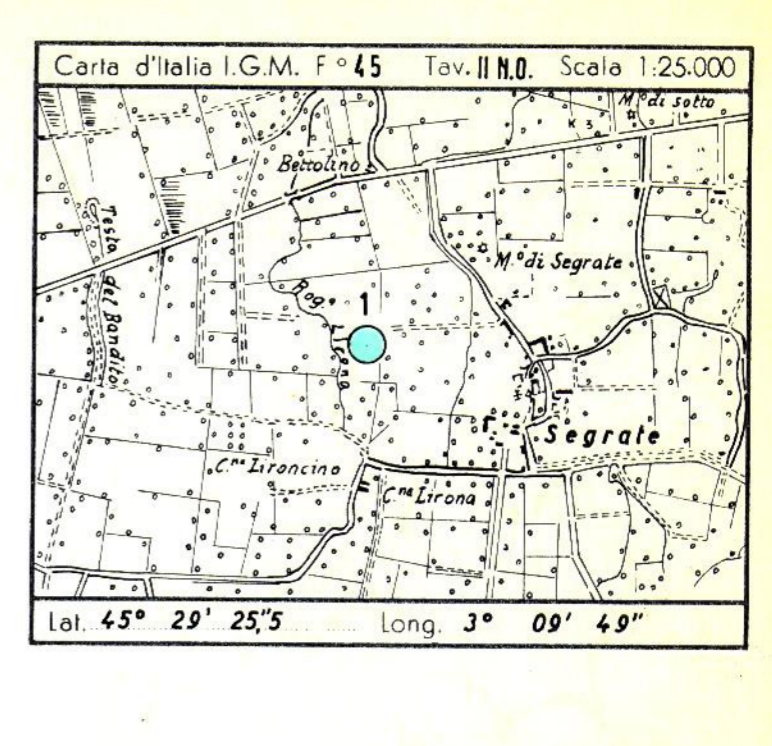 Carta d'Italia I.G.M. F° 45 Tav. II N.O. Scala 1:25.000
M.º di sotto
K 3
Bettolino
Testa del Bandito
M.º di Segrate
Rog.ª Lirona
1
Segrate
C.na Lironcino
C.na Lirona
Lat. 45° 29' 25,"5 Long. 3° 09' 49"